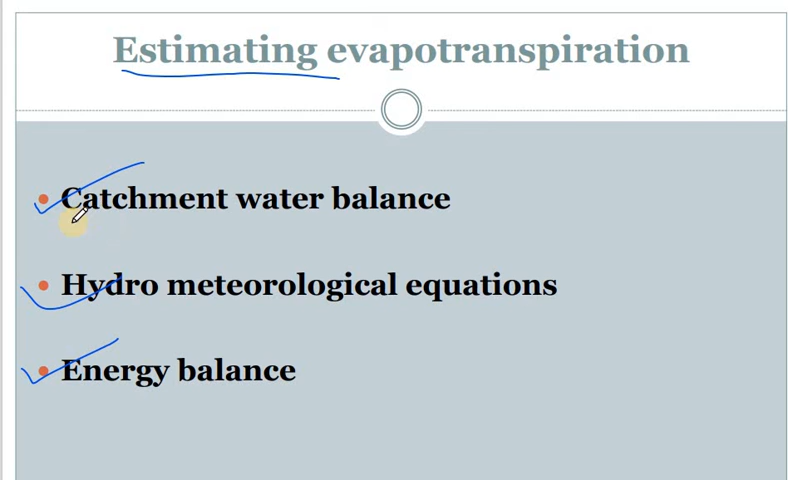 Estimating evapotranspiration
Catchment water balance
Hydro meteorological equations
Energy balance